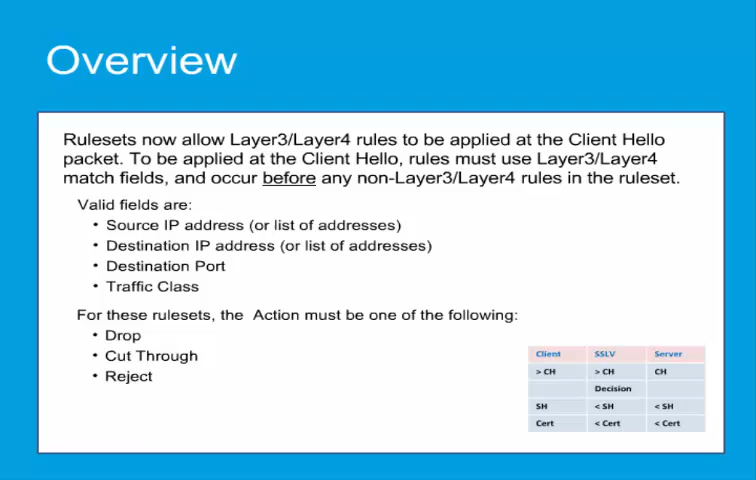 Overview
Rulesets now allow Layer3/Layer4 rules to be applied at the Client Hello
packet. To be applied at the Client Hello, rules must use Layer3/Layer4
match fields, and occur before any non-Layer3/Layer4 rules in the ruleset.
Valid fields are:
• Source IP address (or list of addresses)
• Destination IP address (or list of addresses)
• Destination Port
• Traffic Class
For these rulesets, the Action must be one of the following:
• Drop
• Cut Through
• Reject
Client SSLV Server
> CH > CH CH
Decision
SH < SH < SH
Cert < Cert < Cert